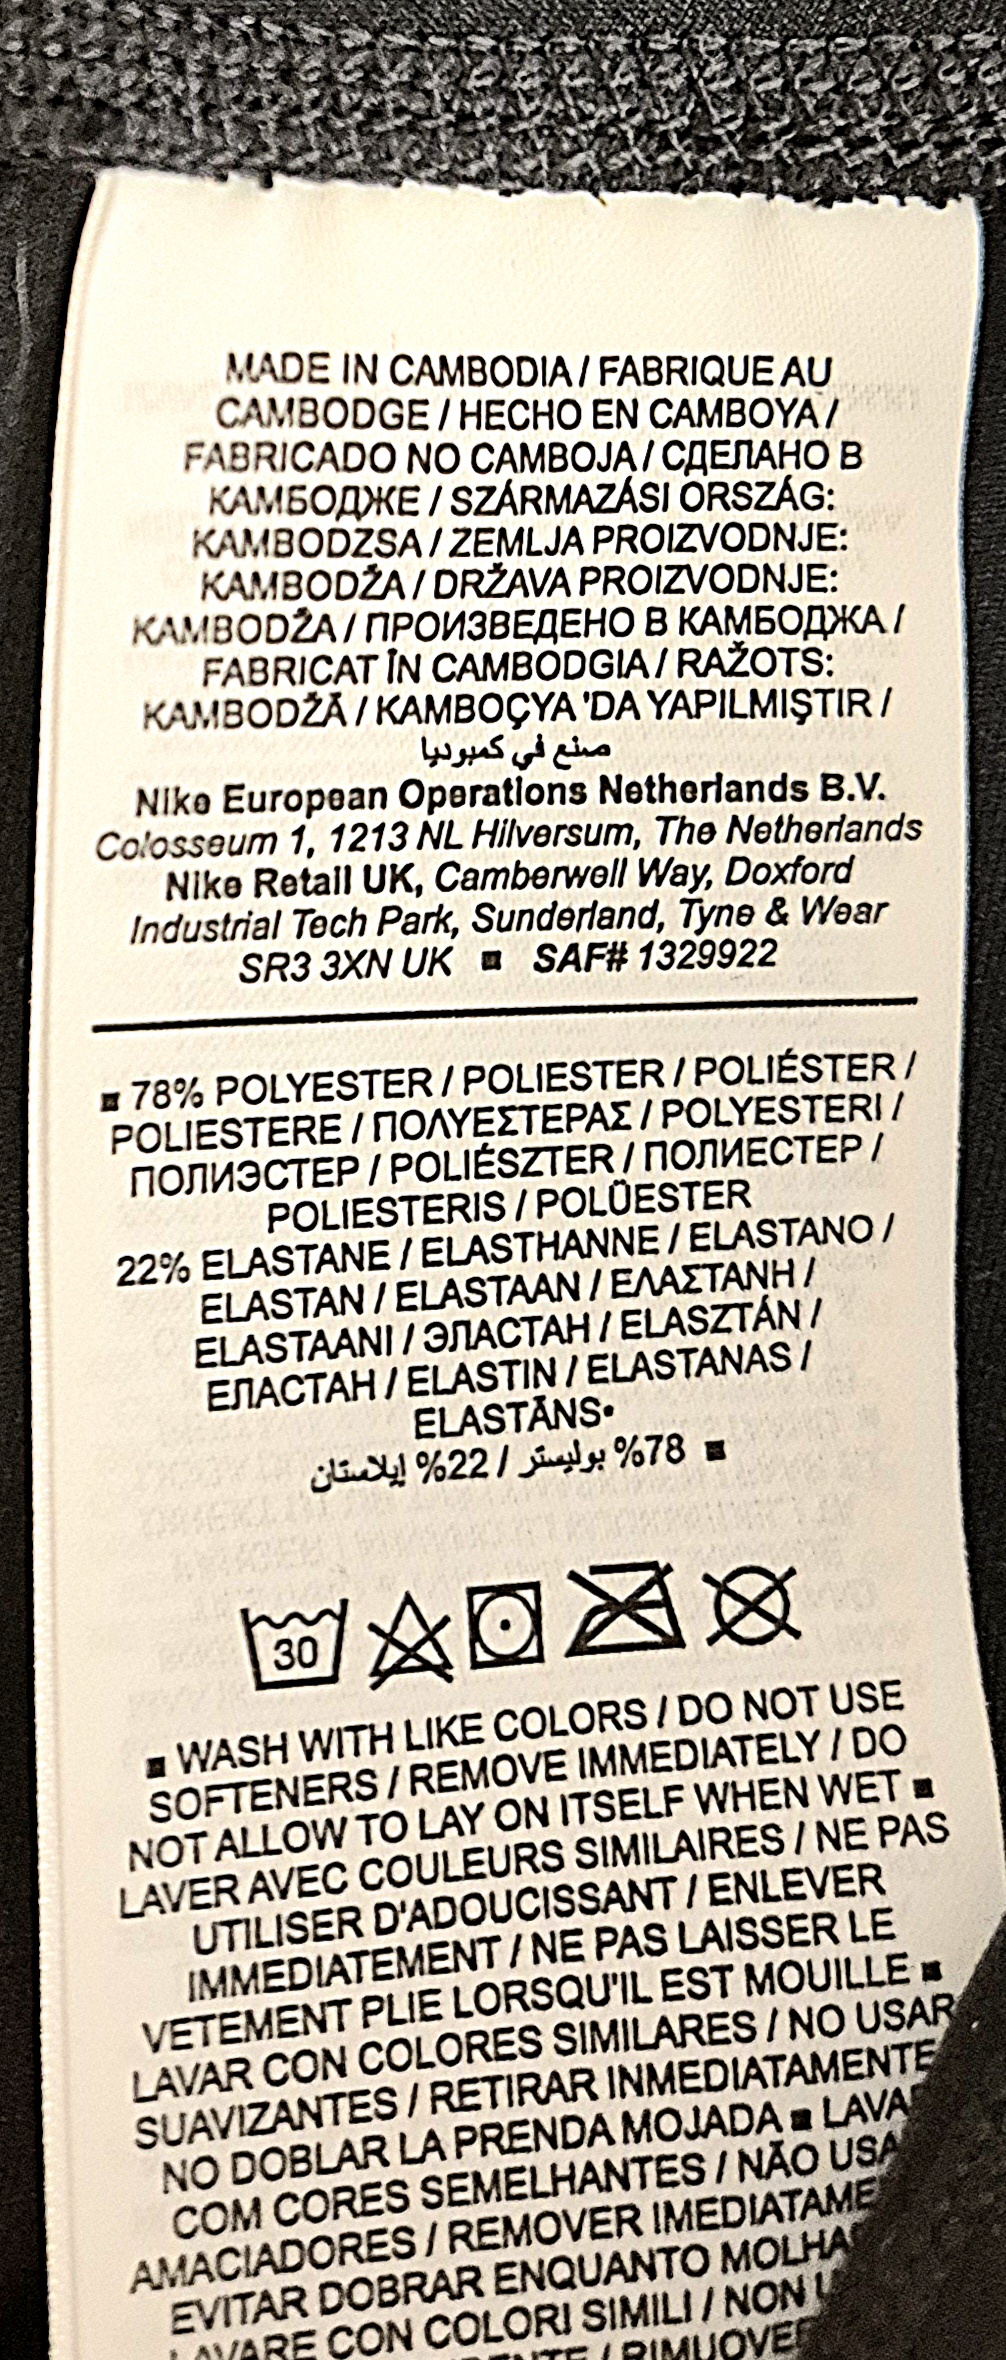 MADE IN CAMBODIA / FABRIQUE AU
CAMBODGE / HECHO EN CAMBOYA /
FABRICADO NO CAMBOJA / СДЕЛАНО В
КАМБОДЖЕ / SZÁRMAZÁSI ORSZÁG:
KAMBODZSA / ZEMLJA PROIZVODNJE:
KAMBODŽA / DRŽAVA PROIZVODNJE:
KAMBODŽA / ПРОИЗВЕДЕНО В КАМБОДЖА /
FABRICAT ÎN CAMBODGIA / RAŽOTS:
KAMBODŽĀ / KAMBOÇYA 'DA YAPILMIŞTIR /
صنع في كمبوديا
Nike European Operations Netherlands B.V.
Colosseum 1, 1213 NL Hilversum, The Netherlands
Nike Retail UK, Camberwell Way, Doxford
Industrial Tech Park, Sunderland, Tyne & Wear
SR3 3XN UK ▪ SAF# 1329922
▪ 78% POLYESTER / POLIESTER / POLIÉSTER /
POLIESTERE / ΠΟΛΥΕΣΤΕΡΑΣ / POLYESTERI /
ПОЛИЭСТЕР / POLIÉSZTER / ПОЛИЕСТЕР /
POLIESTERIS / POLÜESTER
22% ELASTANE / ELASTHANNE / ELASTANO /
ELASTAN / ELASTAAN / ΕΛΑΣΤΑΝΗ /
ELASTAANI / ЭЛАСТАН / ELASZTÁN /
ЕЛАСТАН / ELASTIN / ELASTANAS /
ELASTĀNS•
▪ 78% بوليستر / 22% إيلاستان
30
▪ WASH WITH LIKE COLORS / DO NOT USE
SOFTENERS / REMOVE IMMEDIATELY / DO
NOT ALLOW TO LAY ON ITSELF WHEN WET ▪
LAVER AVEC COULEURS SIMILAIRES / NE PAS
UTILISER D'ADOUCISSANT / ENLEVER
IMMEDIATEMENT / NE PAS LAISSER LE
VETEMENT PLIE LORSQU'IL EST MOUILLE ▪
LAVAR CON COLORES SIMILARES / NO USAR
SUAVIZANTES / RETIRAR INMEDIATAMENTE
NO DOBLAR LA PRENDA MOJADA ▪
COM CORES SEMELHANTES / NÃO
AMACIADORES / REMOVER
EVITAR DOBRAR ENQUANTO
LAVARE CON COLORI SIMILI / NON